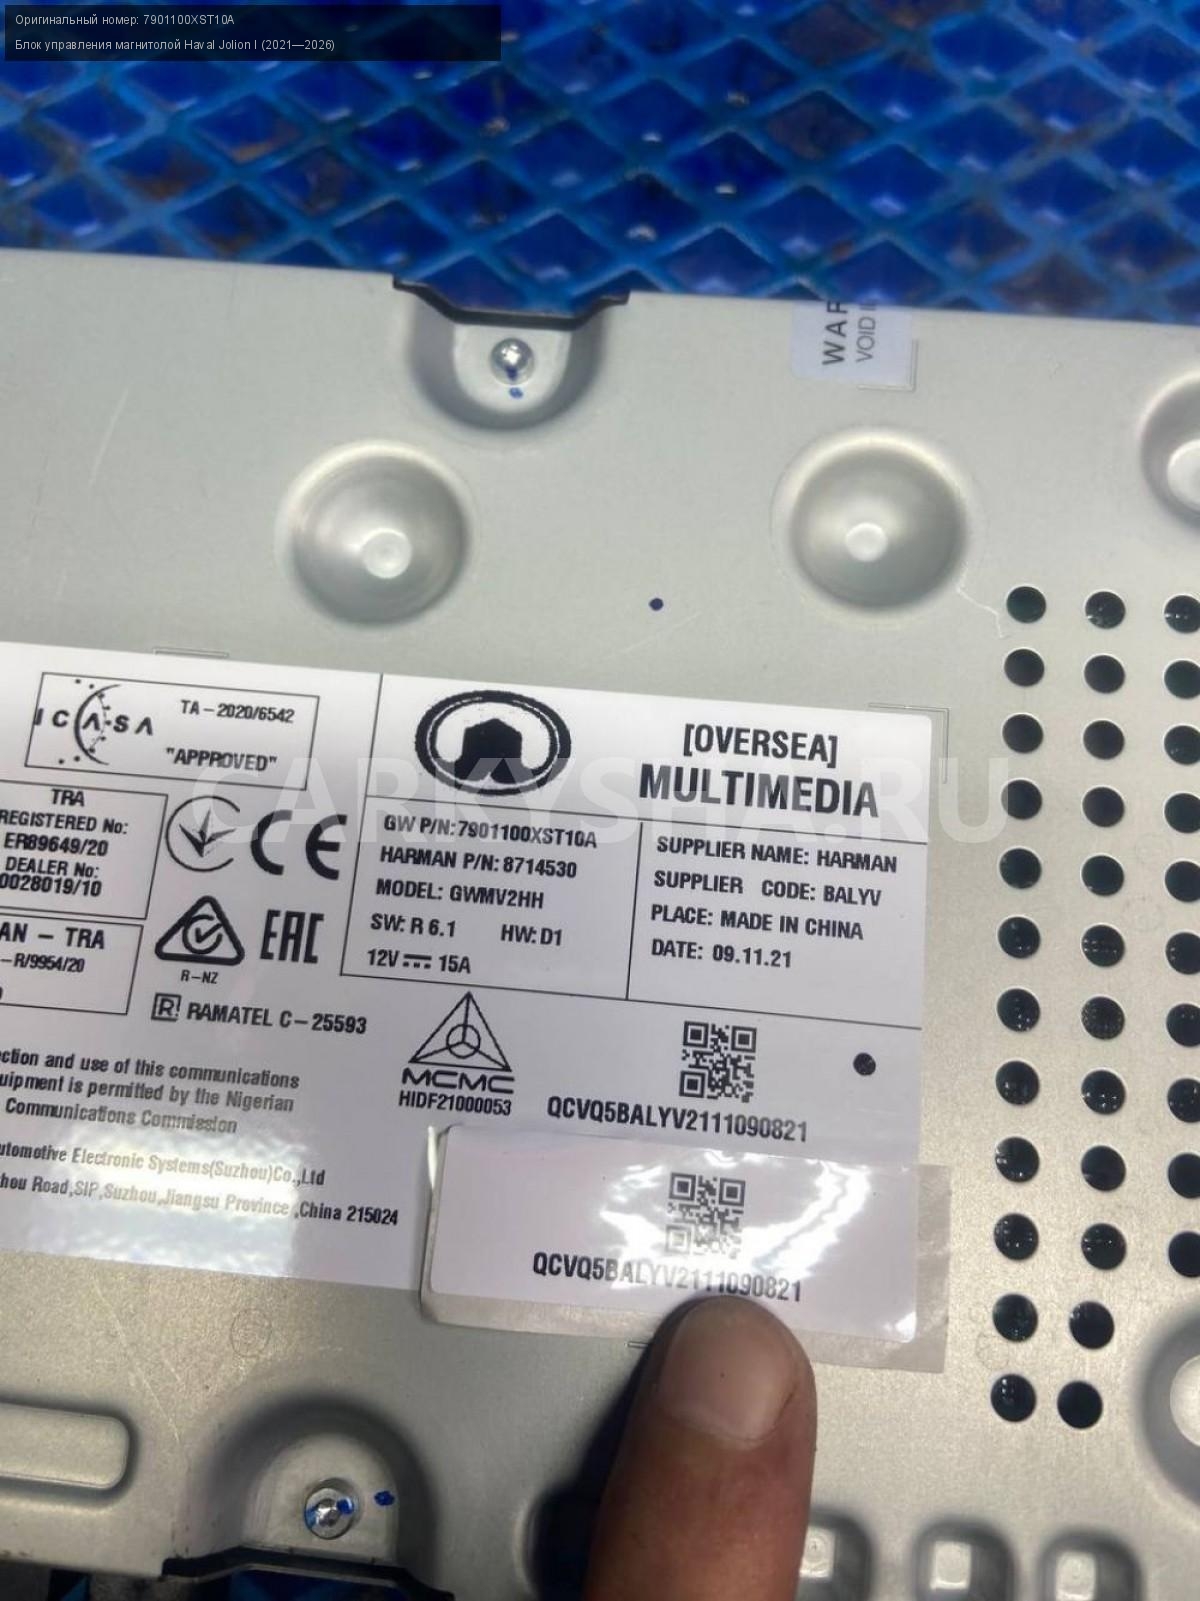 Оригинальный номер: 7901100XST10A
Блок управления магнитолой Haval Jolion I (2021—2026)
WAR
VOID
ICASA
TA-2020/6542
"APPROVED"
TRA
REGISTERED No:
ER89649/20
DEALER No:
0028019/10
AN - TRA
-R/9954/20
CE
R-NZ
EAC
R RAMATEL C-25593
[OVERSEA]
MULTIMEDIA
GW P/N:7901100XST10A
HARMAN P/N: 8714530
MODEL: GWMV2HH
SW: R 6.1 HW: D1
12V 15A
SUPPLIER NAME: HARMAN
SUPPLIER CODE: BALYV
PLACE: MADE IN CHINA
DATE: 09.11.21
MCMC
HIDF21000053
QCVQ5BALYV2111090821
ction and use of this communications
uipment is permitted by the Nigerian
Communications Commission
utomotive Electronic Systems(Suzhou)Co.,Ltd
hou Road,SIP,Suzhou,Jiangsu Province ,China 215024
QCVQ5BALYV2111090821
CARKYSHA.RU